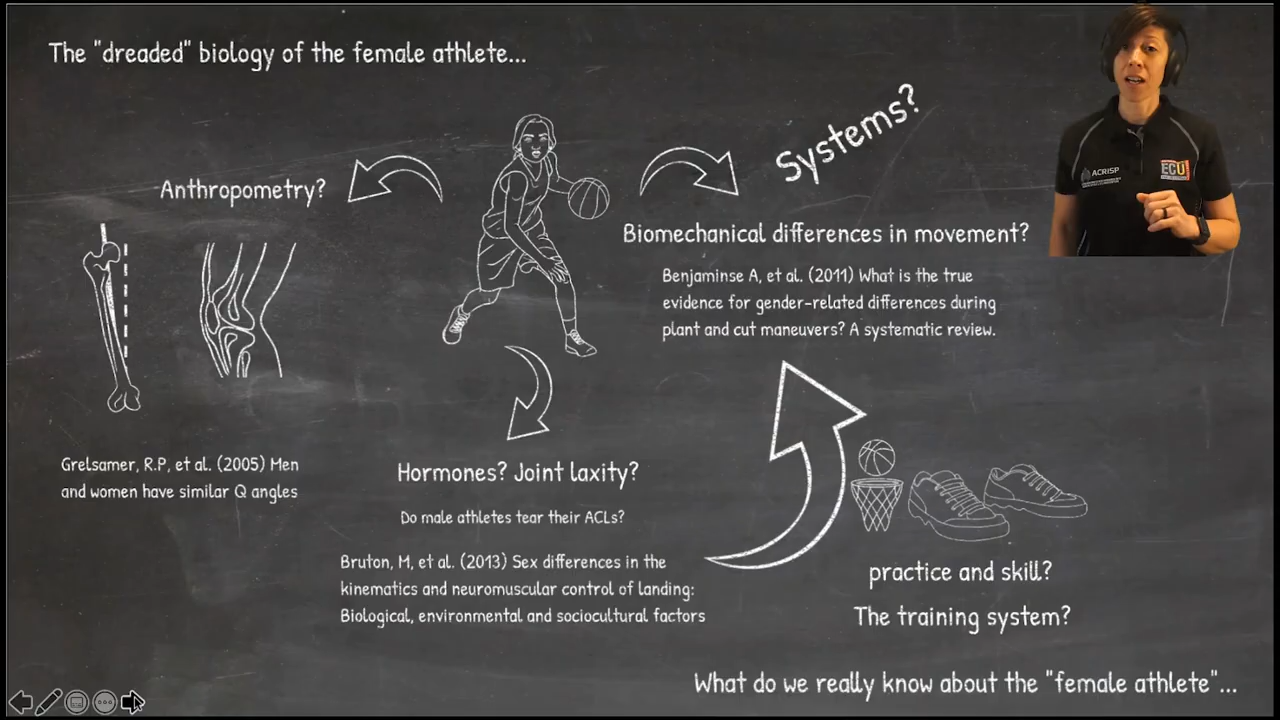 The "dreaded" biology of the female athlete...
Systems?
Anthropometry?
ACRISP
ECU
Biomechanical differences in movement?
Benjaminse A, et al. (2011) What is the true
evidence for gender-related differences during
plant and cut maneuvers? A systematic review.
Grelsamer, R.P, et al. (2005) Men
and women have similar Q angles
Hormones? Joint laxity?
Do male athletes tear their ACLs?
Bruton, M, et al. (2013) Sex differences in the
kinematics and neuromuscular control of landing:
Biological, environmental and sociocultural factors
practice and skill?
The training system?
What do we really know about the "female athlete"...